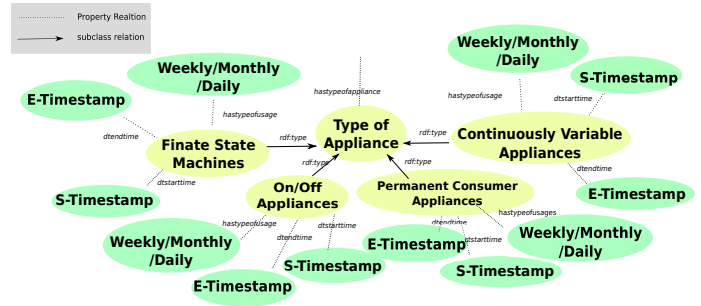 Property Realtion
subclass relation
Weekly/Monthly
/Daily
Weekly/Monthly
/Daily
S-Timestamp
E-Timestamp
hastypeofappliance
hastypeofusage
dtstarttime
hastypeofusage
Type of
Appliance
dtendtime
rdf:type
rdf:type
Continuously Variable
Appliances
Finate State
Machines
rdf:type
rdf:type
dtendtime
dtstarttime
On/Off
Appliances
Permanent Consumer
Appliances
E-Timestamp
S-Timestamp
hastypeofusage
dtstarttime
dtendtime
dtendtime
dtstarttime
hastypeofusages
Weekly/Monthly
/Daily
E-Timestamp
Weekly/Monthly
/Daily
S-Timestamp
S-Timestamp
E-Timestamp